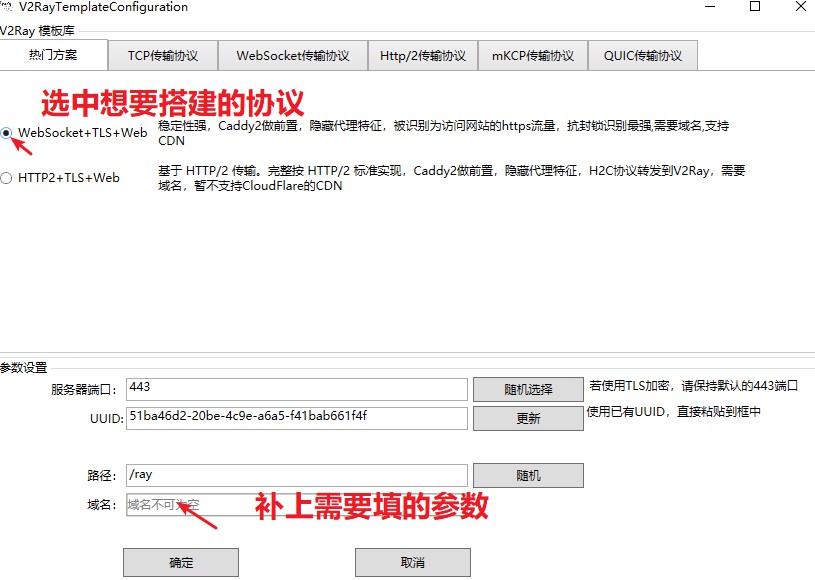 V2RayTemplateConfiguration
V2Ray 模板库
热门方案 TCP传输协议 WebSocket传输协议 Http/2传输协议 mKCP传输协议 QUIC传输协议
选中想要搭建的协议
WebSocket+TLS+Web 稳定性强，Caddy2做前置，隐藏代理特征，被识别为访问网站的https流量，抗封锁识别最强,需要域名,支持
CDN
HTTP2+TLS+Web 基于 HTTP/2 传输。完整按 HTTP/2 标准实现，Caddy2做前置，隐藏代理特征，H2C协议转发到V2Ray，需要
域名，暂不支持CloudFlare的CDN
参数设置
服务器端口： 443 随机选择 若使用TLS加密，请保持默认的443端口
UUID: 51ba46d2-20be-4c9e-a6a5-f41bab661f4f 更新 使用已有UUID，直接粘贴到框中
路径： /ray 随机
域名： 域名不可为空 补上需要填的参数
确定 取消